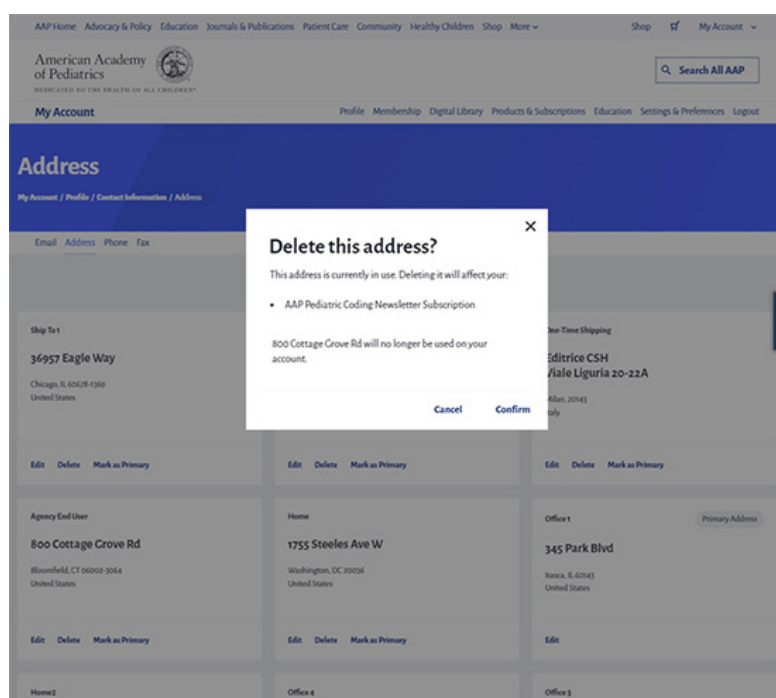 AAP Home Advocacy & Policy Education Journals & Publications Patient Care Community Healthy Children Shop More
Shop My Account
American Academy
of Pediatrics
DEDICATED TO THE HEALTH OF ALL CHILDREN®
Search All AAP
My Account
Profile Membership Digital Library Products & Subscriptions Education Settings & Preferences Logout
Address
My Account / Profile / Contact Information / Address
Email Address Phone Fax
Delete this address?
This address is currently in use. Deleting it will affect your:
• AAP Pediatric Coding Newsletter Subscription
800 Cottage Grove Rd will no longer be used on your
account.
Cancel Confirm
Ship To 1
36957 Eagle Way
Chicago, IL 60678-1369
United States
Edit Delete Mark as Primary
Edit Delete Mark as Primary
One-Time Shipping
Editrice CSH
Viale Liguria 20-22A
Milan, 20143
Italy
Edit Delete Mark as Primary
Agency End User
800 Cottage Grove Rd
Bloomfield, CT 06002-3064
United States
Edit Delete Mark as Primary
Home
1755 Steeles Ave W
Washington, DC 20036
United States
Edit Delete Mark as Primary
Office 1
Primary Address
345 Park Blvd
Itasca, IL 60143
United States
Edit
Home2
Office 4
Office 3